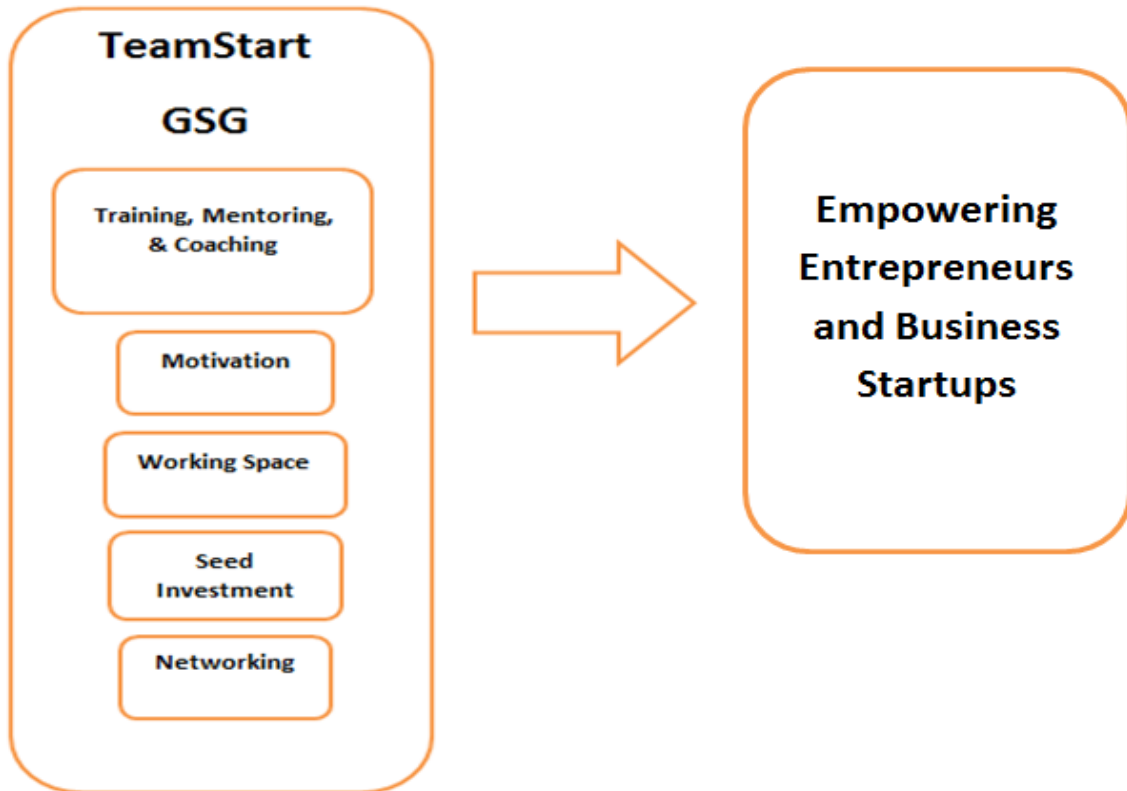 TeamStart
GSG
Training, Mentoring,
& Coaching
Motivation
Working Space
Seed
Investment
Networking
Empowering
Entrepreneurs
and Business
Startups